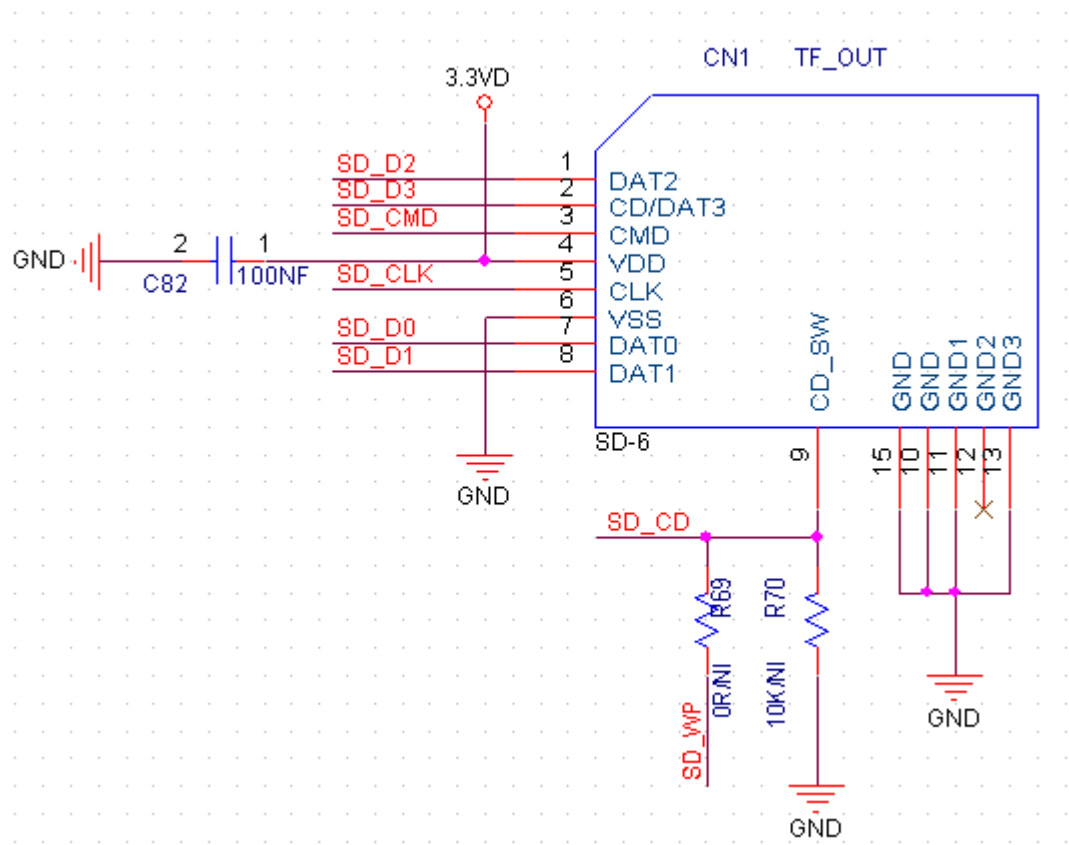 CN1 TF_OUT
3.3VD
SD_D2 1 DAT2
SD_D3 2 CD/DAT3
SD_CMD 3 CMD
GND 2 1 4 VDD
C82 100NF
SD_CLK 5 CLK
6 VSS
SD_D0 7 DAT0
SD_D1 8 DAT1
CD_SW GND GND GND1 GND2 GND3
SD-6
9 15 10 11 12 13
GND
SD_CD
R69 R70
0R/NI 10K/NI
SD_WP
GND
GND